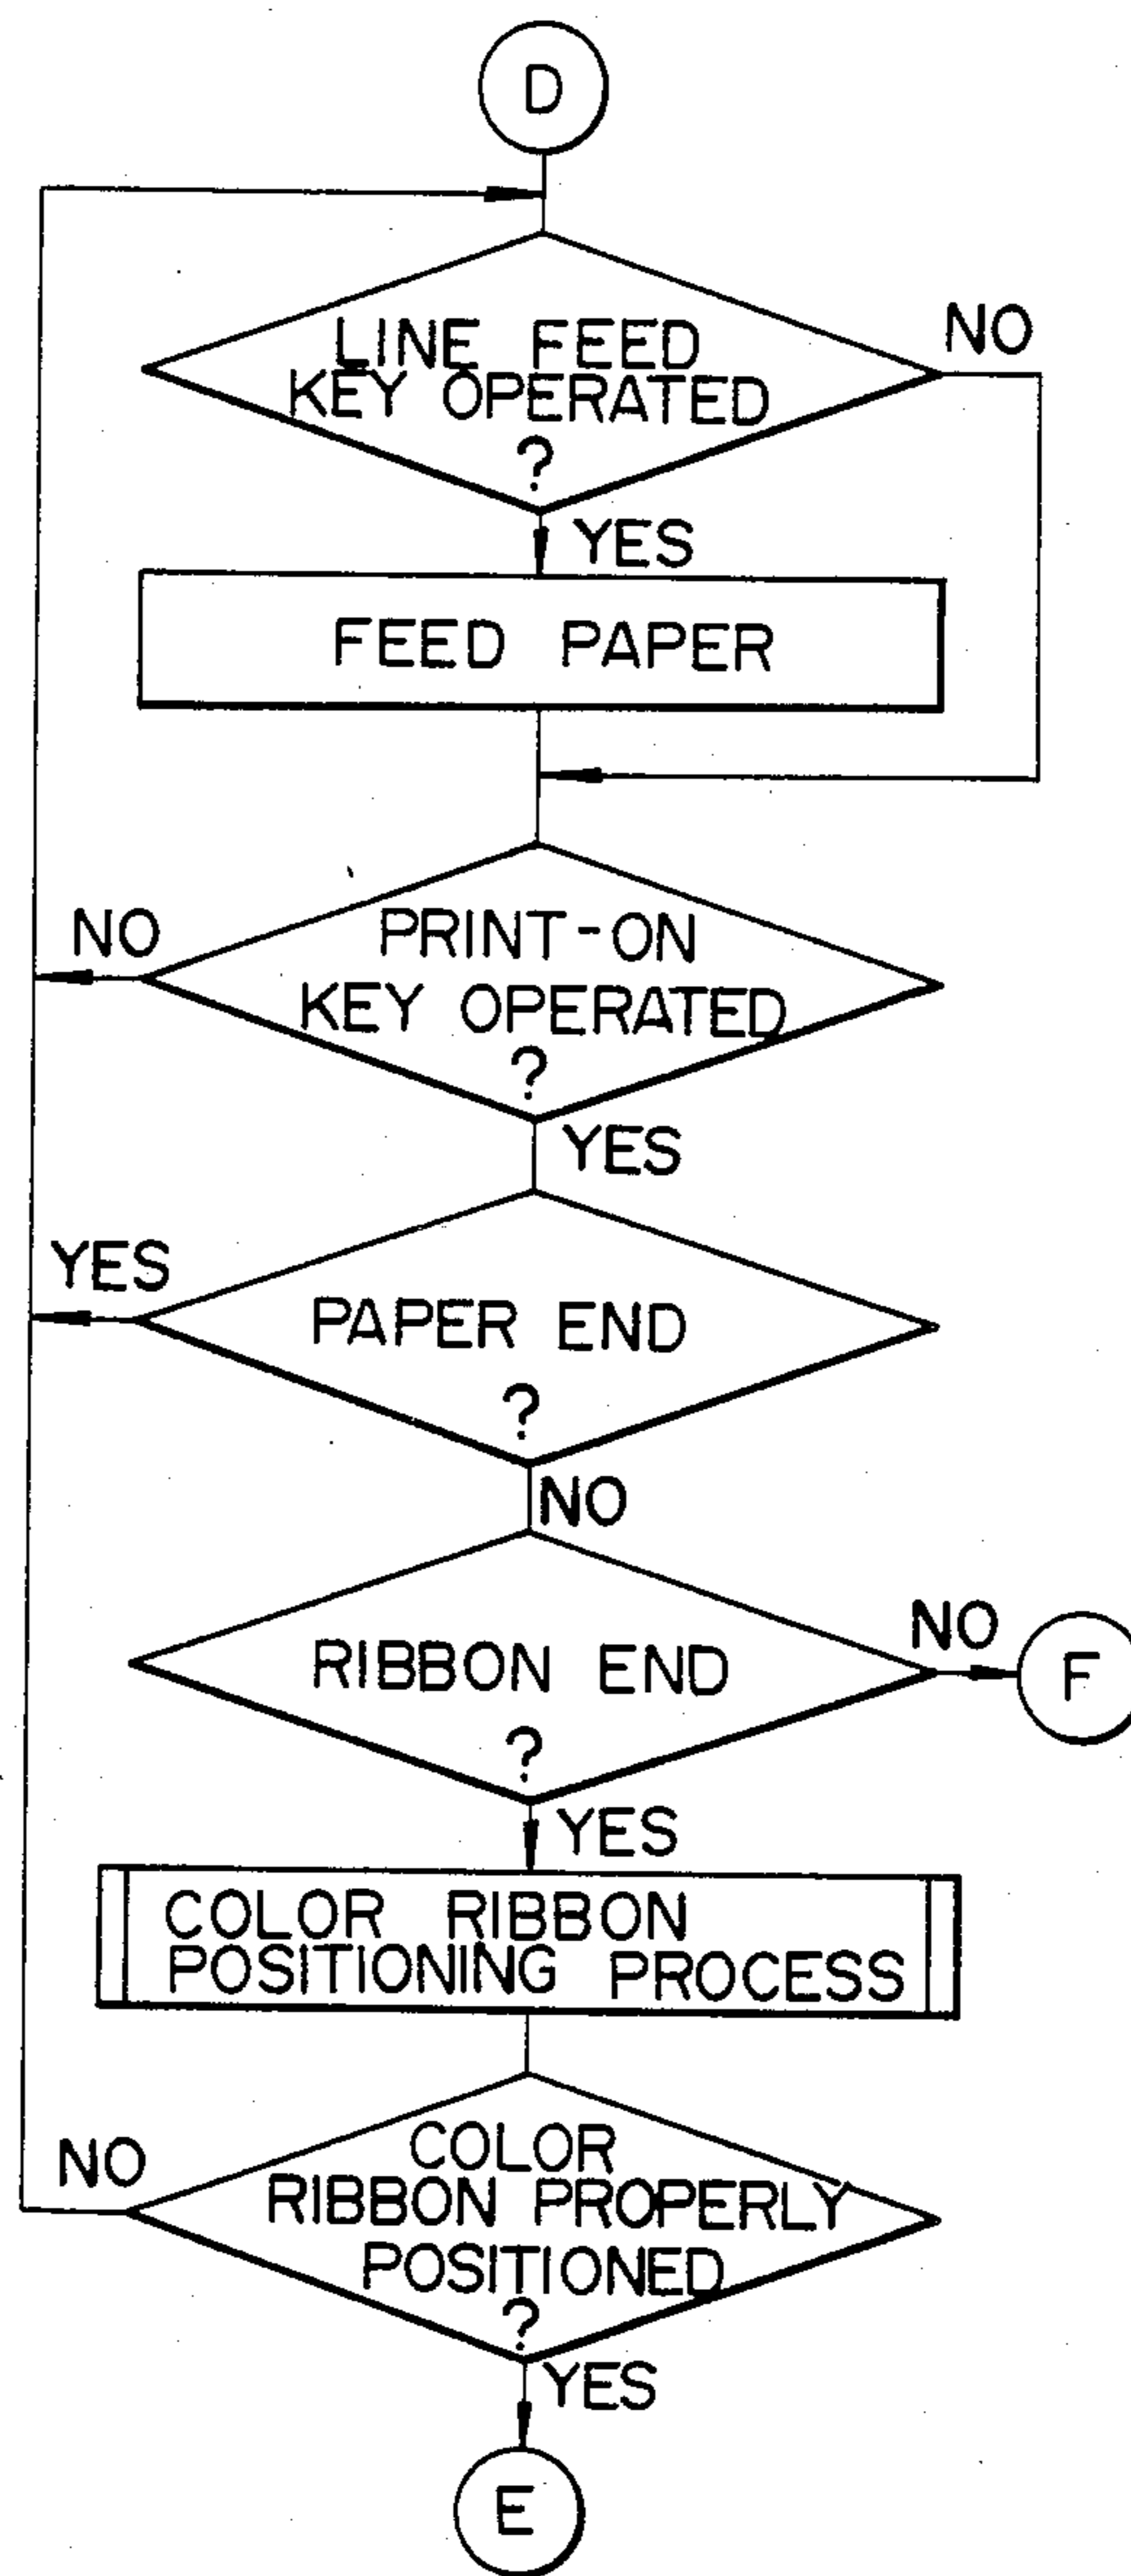 D
LINE FEED
KEY OPERATED
?
NO
YES
FEED PAPER
NO
PRINT-ON
KEY OPERATED
?
YES
YES
PAPER END
?
NO
RIBBON END
?
NO
F
YES
COLOR RIBBON
POSITIONING PROCESS
NO
COLOR
RIBBON PROPERLY
POSITIONED
?
YES
E